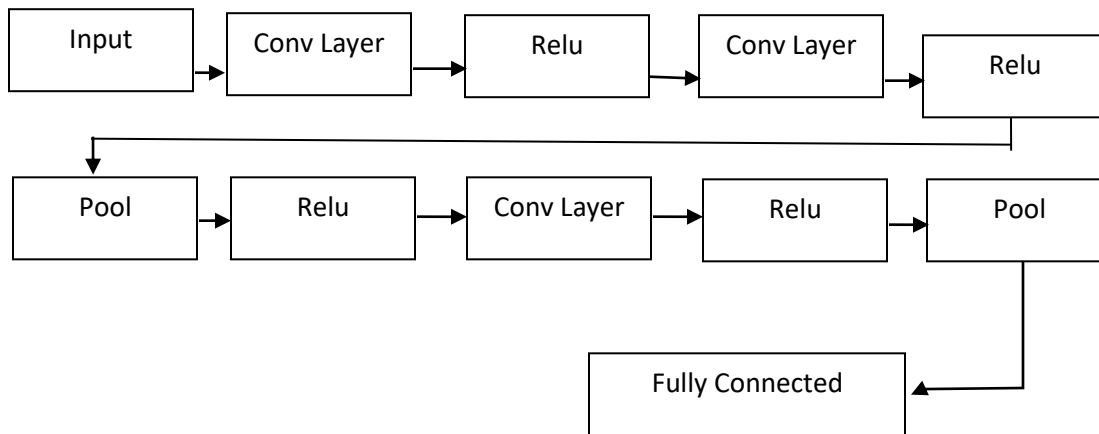 Input
Conv Layer
Relu
Conv Layer
Relu
Pool
Relu
Conv Layer
Relu
Pool
Fully Connected